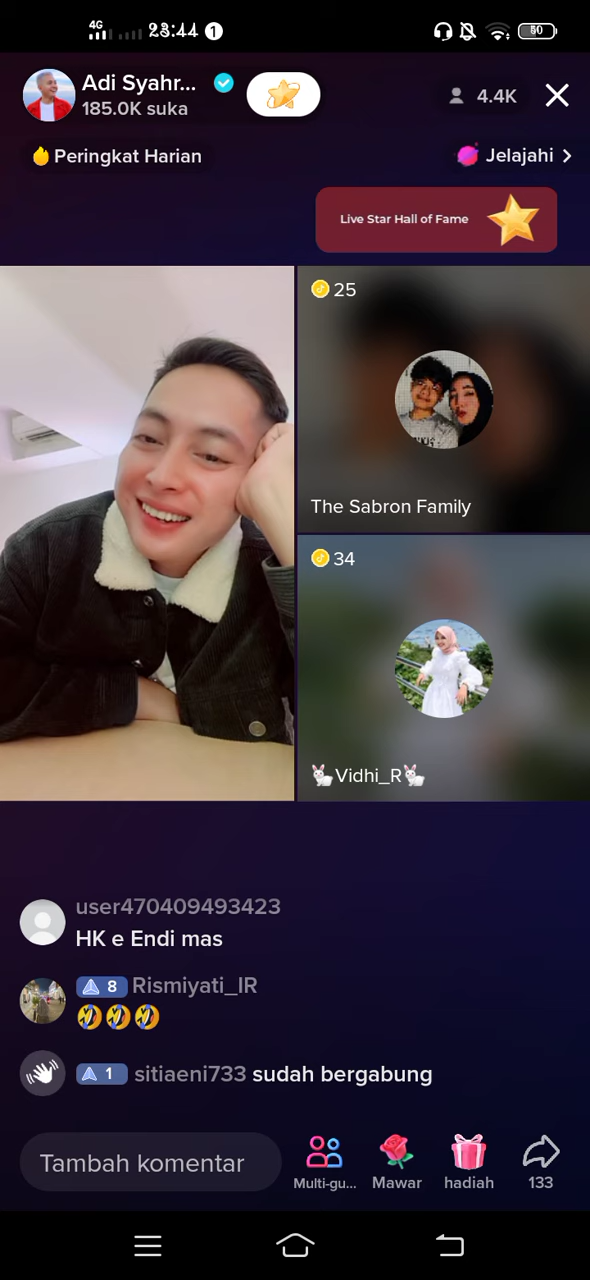 4G
23:44 1
50
Adi Syahr...
185.0K suka
4.4K
Peringkat Harian
Jelajahi
Live Star Hall of Fame
25
The Sabron Family
34
🐇Vidhi_R🐇
user470409493423
HK e Endi mas
8 Rismiyati_IR
🤣🤣🤣
1 sitiaeni733 sudah bergabung
Tambah komentar
Multi-gu...
Mawar
hadiah
133